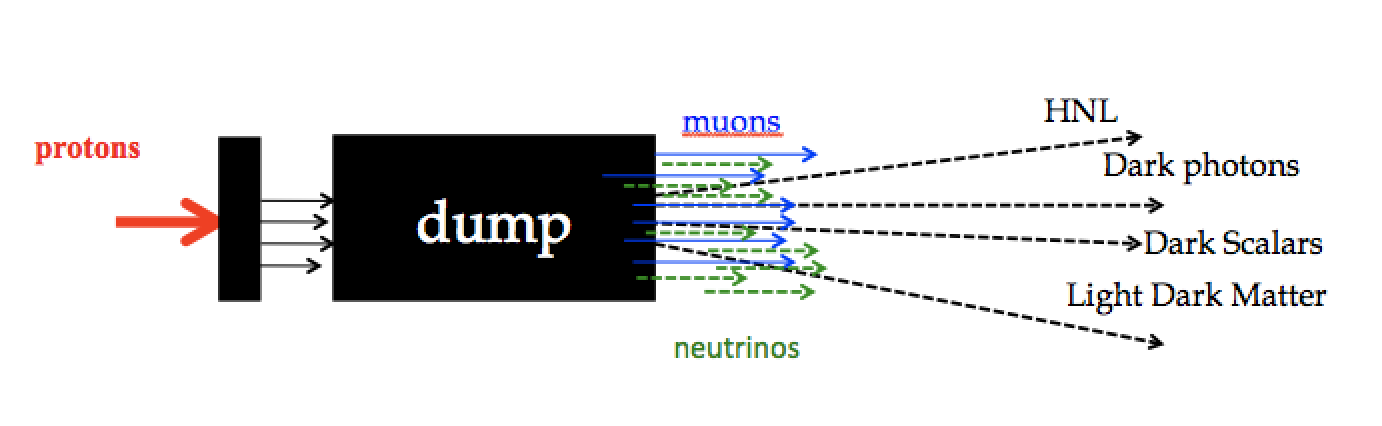 protons
dump
muons
neutrinos
HNL
Dark photons
Dark Scalars
Light Dark Matter